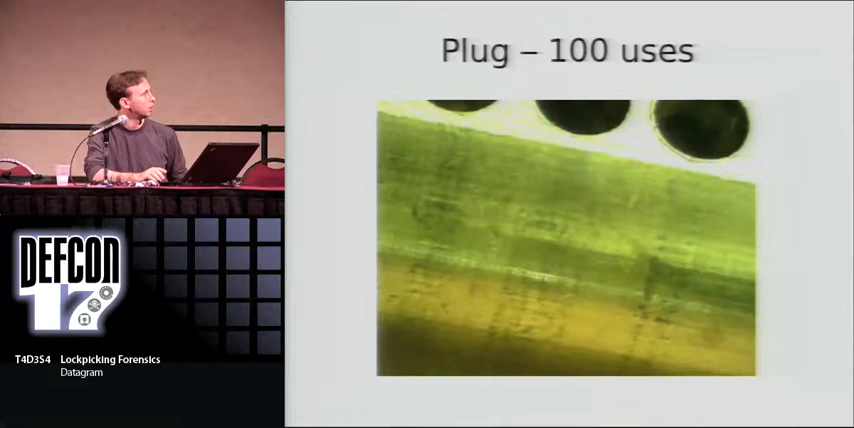 Plug – 100 uses
DEFCON
17
T4D3S4 Lockpicking Forensics
Datagram